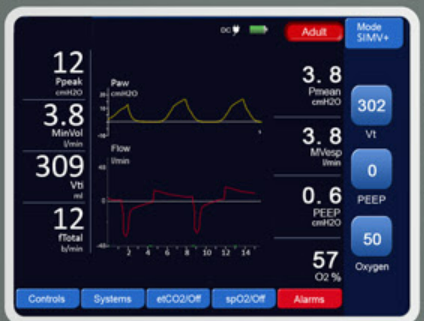 DC
Adult
Mode
SIMV+
12
Ppeak
cmH2O
3.8
MinVol
l/min
309
Vti
ml
12
fTotal
b/min
Paw
cmH2O
20
-10
Flow
l/min
40
-40
2 4 6 8 10 12 14
3. 8
Pmean
cmH2O
3. 8
MVesp
l/min
0. 6
PEEP
cmH2O
57
O2 %
302
Vt
0
PEEP
50
Oxygen
Controls
Systems
etCO2/Off
spO2/Off
Alarms